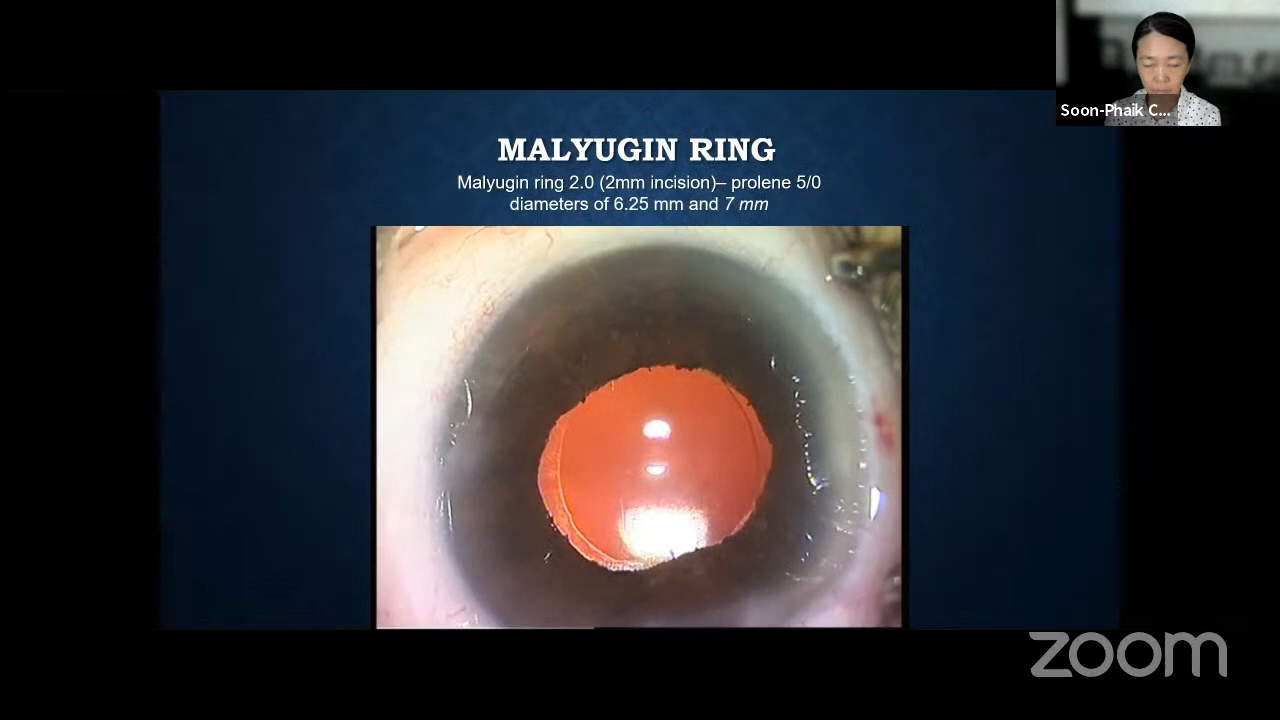 Soon-Phaik C...
MALYUGIN RING
Malyugin ring 2.0 (2mm incision)– prolene 5/0
diameters of 6.25 mm and 7 mm
zoom